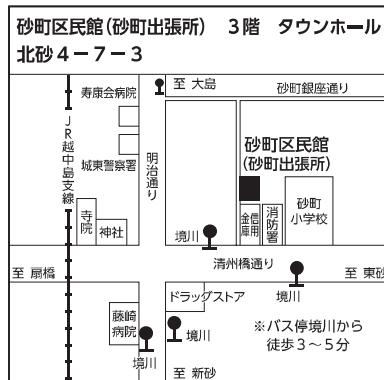 砂町区民館(砂町出張所)　3階　タウンホール
北砂4-7-3
寿康会病院
至 大島
砂町銀座通り
JR越中島支線
城東警察署
明治通り
砂町区民館
(砂町出張所)
寺院
神社
境川
信用金庫
消防署
砂町
小学校
清州橋通り
至 扇橋
境川
至 東砂
ドラッグストア
藤崎
病院
境川
境川
※バス停境川から
徒歩3~5分
至 新砂